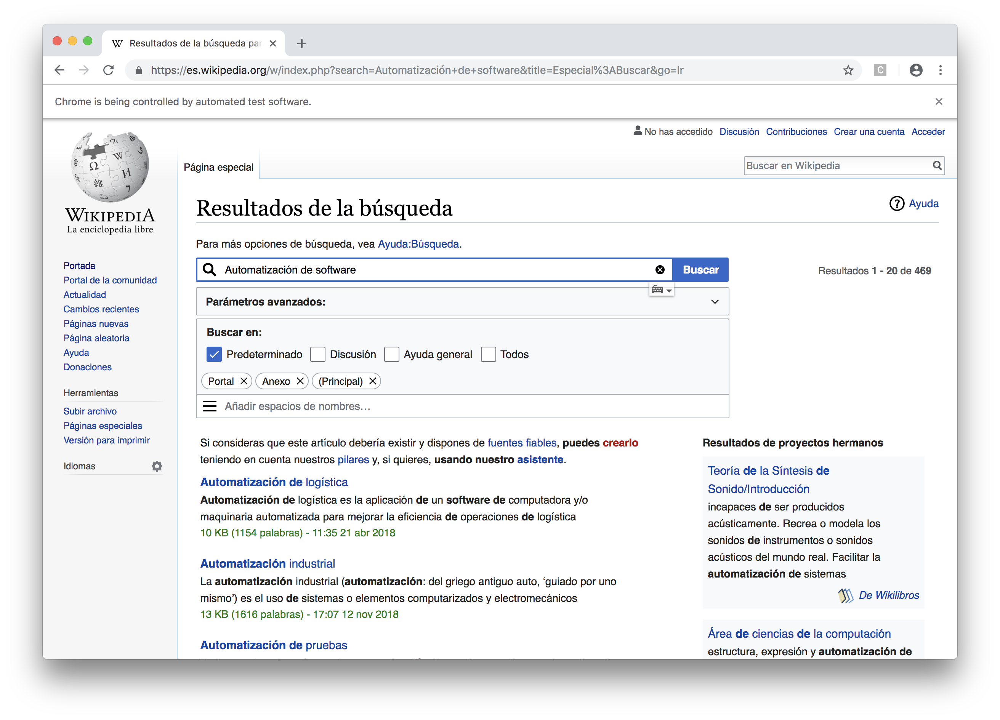 Resultados de la búsqueda par
https://es.wikipedia.org/w/index.php?search=Automatización+de+software&title=Especial%3ABuscar&go=Ir
Chrome is being controlled by automated test software.
No has accedido Discusión Contribuciones Crear una cuenta Acceder
Página especial
Buscar en Wikipedia
WIKIPEDIA
La enciclopedia libre
Portada
Portal de la comunidad
Actualidad
Cambios recientes
Páginas nuevas
Página aleatoria
Ayuda
Donaciones
Herramientas
Subir archivo
Páginas especiales
Versión para imprimir
Idiomas
Resultados de la búsqueda
Ayuda
Para más opciones de búsqueda, vea Ayuda:Búsqueda.
Automatización de software
Buscar
Resultados 1 - 20 de 469
Parámetros avanzados:
Buscar en:
Predeterminado Discusión Ayuda general Todos
Portal Anexo (Principal)
Añadir espacios de nombres…
Si consideras que este artículo debería existir y dispones de fuentes fiables, puedes crearlo
teniendo en cuenta nuestros pilares y, si quieres, usando nuestro asistente.
Automatización de logística
Automatización de logística es la aplicación de un software de computadora y/o
maquinaria automatizada para mejorar la eficiencia de operaciones de logística
10 KB (1154 palabras) - 11:35 21 abr 2018
Automatización industrial
La automatización industrial (automatización: del griego antiguo auto, ‘guiado por uno
mismo’) es el uso de sistemas o elementos computarizados y electromecánicos
13 KB (1616 palabras) - 17:07 12 nov 2018
Automatización de pruebas
Resultados de proyectos hermanos
Teoría de la Síntesis de
Sonido/Introducción
incapaces de ser producidos
acústicamente. Recrea o modela los
sonidos de instrumentos o sonidos
acústicos del mundo real. Facilitar la
automatización de sistemas
De Wikilibros
Área de ciencias de la computación
estructura, expresión y automatización de